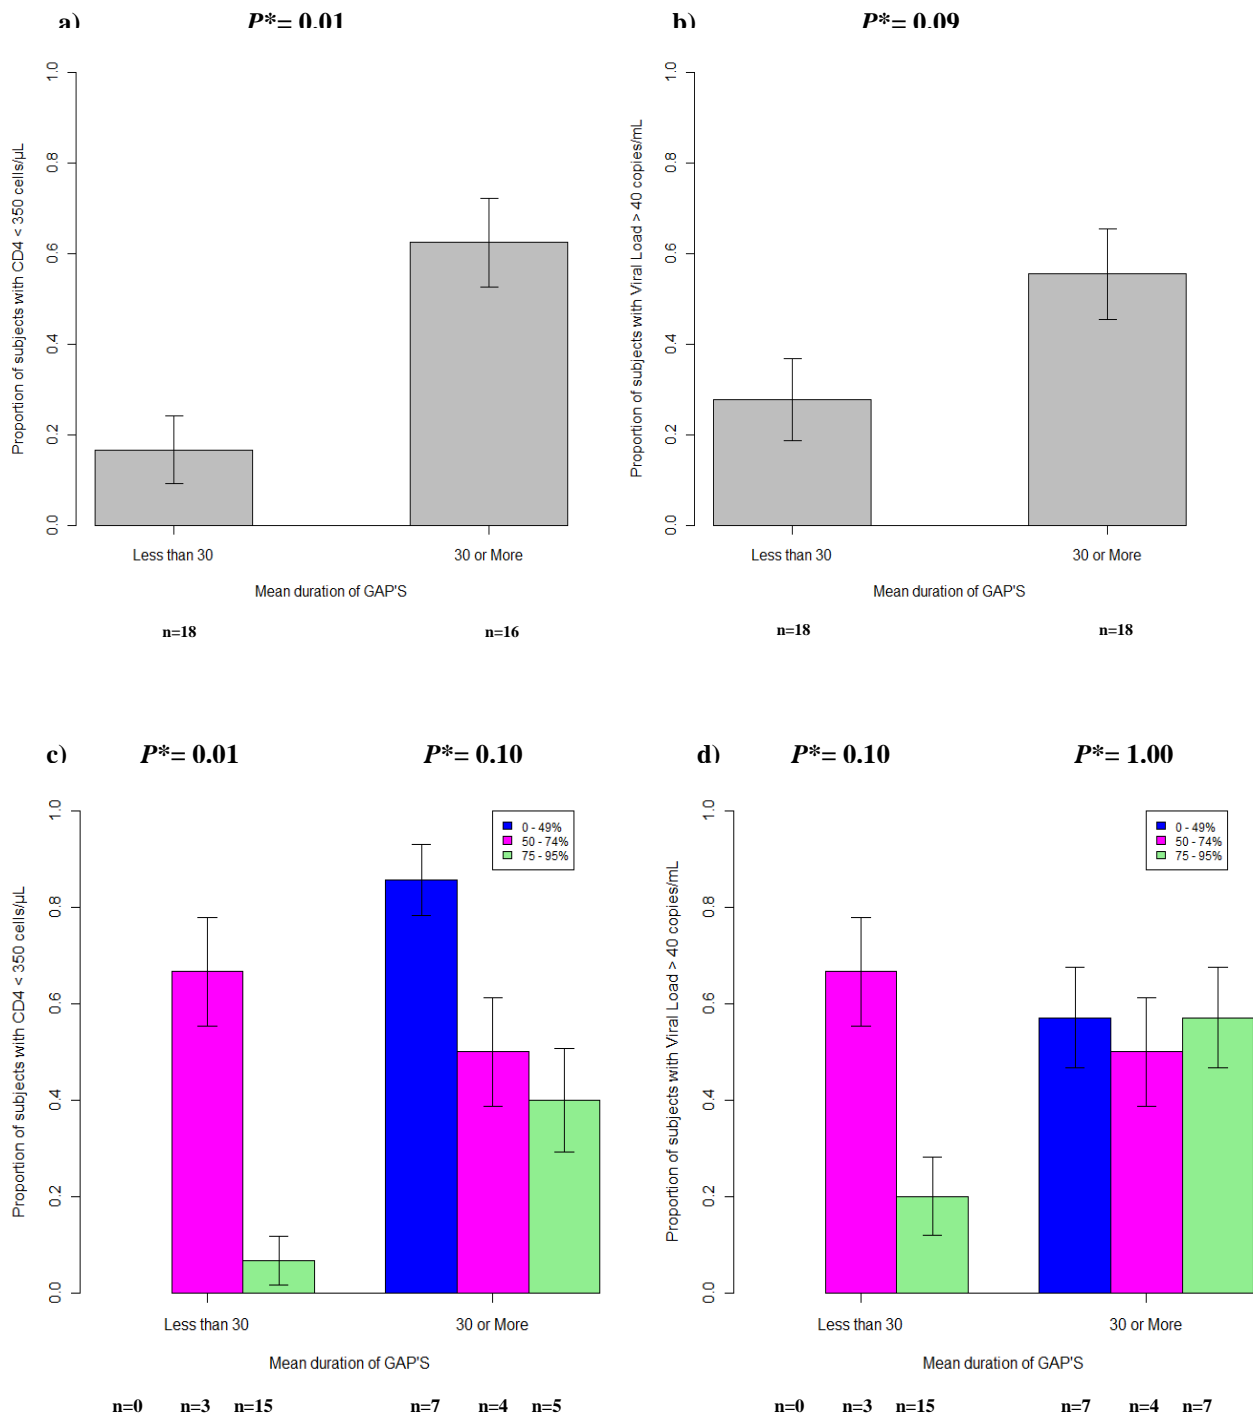 a) P*= 0.01
1.0
0.8
0.6
0.4
0.2
0.0
Proportion of subjects with CD4 < 350 cells/µL
Less than 30 30 or More
Mean duration of GAP'S
n=18 n=16
b) P*= 0.09
1.0
0.8
0.6
0.4
0.2
0.0
Proportion of subjects with Viral Load > 40 copies/mL
Less than 30 30 or More
Mean duration of GAP'S
n=18 n=18
c) P*= 0.01 P*= 0.10
1.0
0.8
0.6
0.4
0.2
0.0
Proportion of subjects with CD4 < 350 cells/µL
0 - 49%
50 - 74%
75 - 95%
Less than 30 30 or More
Mean duration of GAP'S
n=0 n=3 n=15 n=7 n=4 n=5
d) P*= 0.10 P*= 1.00
1.0
0.8
0.6
0.4
0.2
0.0
Proportion of subjects with Viral Load > 40 copies/mL
0 - 49%
50 - 74%
75 - 95%
Less than 30 30 or More
Mean duration of GAP'S
n=0 n=3 n=15 n=7 n=4 n=7